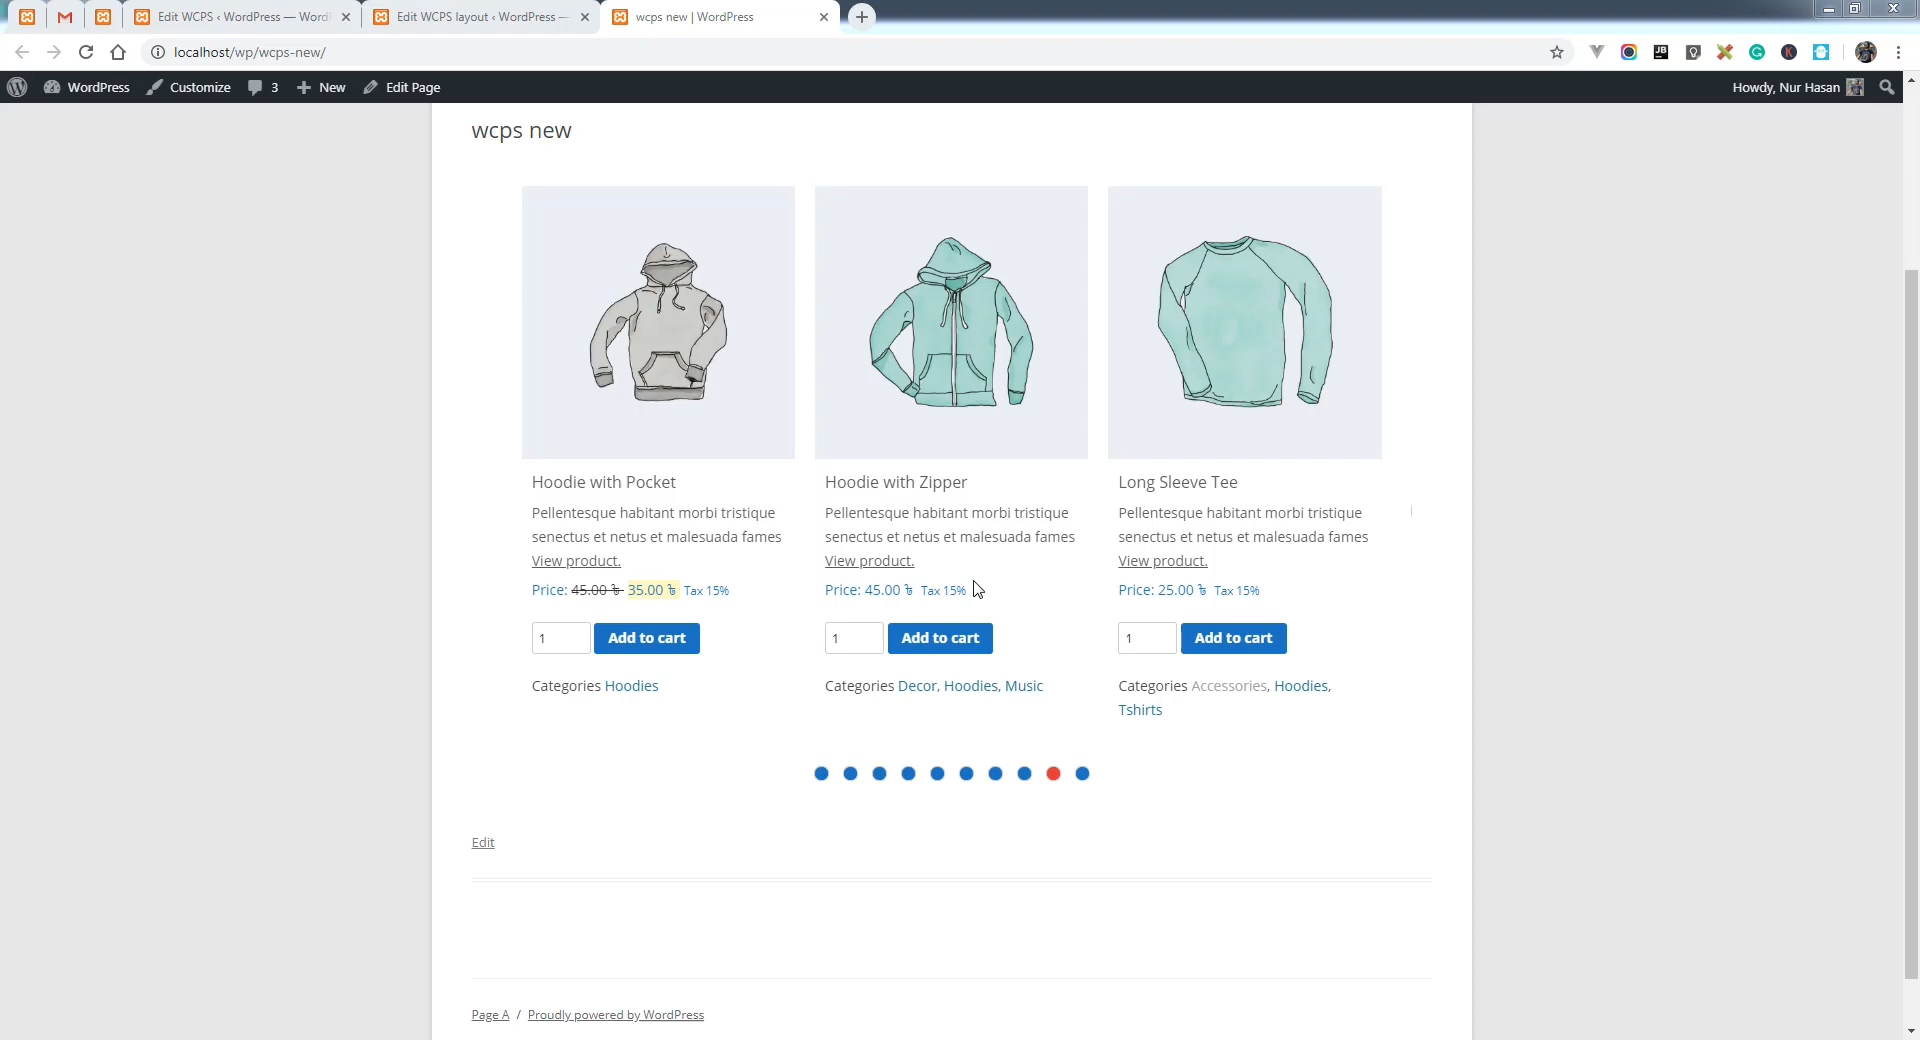 Edit WCPS ‹ WordPress — Word
Edit WCPS layout ‹ WordPress —
wcps new | WordPress
localhost/wp/wcps-new/
WordPress
Customize
3
New
Edit Page
Howdy, Nur Hasan
wcps new
Hoodie with Pocket
Pellentesque habitant morbi tristique
senectus et netus et malesuada fames
View product.
Price: 45.00 ৳ 35.00 ৳ Tax 15%
1 Add to cart
Categories Hoodies
Hoodie with Zipper
Pellentesque habitant morbi tristique
senectus et netus et malesuada fames
View product.
Price: 45.00 ৳ Tax 15%
1 Add to cart
Categories Decor, Hoodies, Music
Long Sleeve Tee
Pellentesque habitant morbi tristique
senectus et netus et malesuada fames
View product.
Price: 25.00 ৳ Tax 15%
1 Add to cart
Categories Accessories, Hoodies,
Tshirts
Edit
Page A / Proudly powered by WordPress